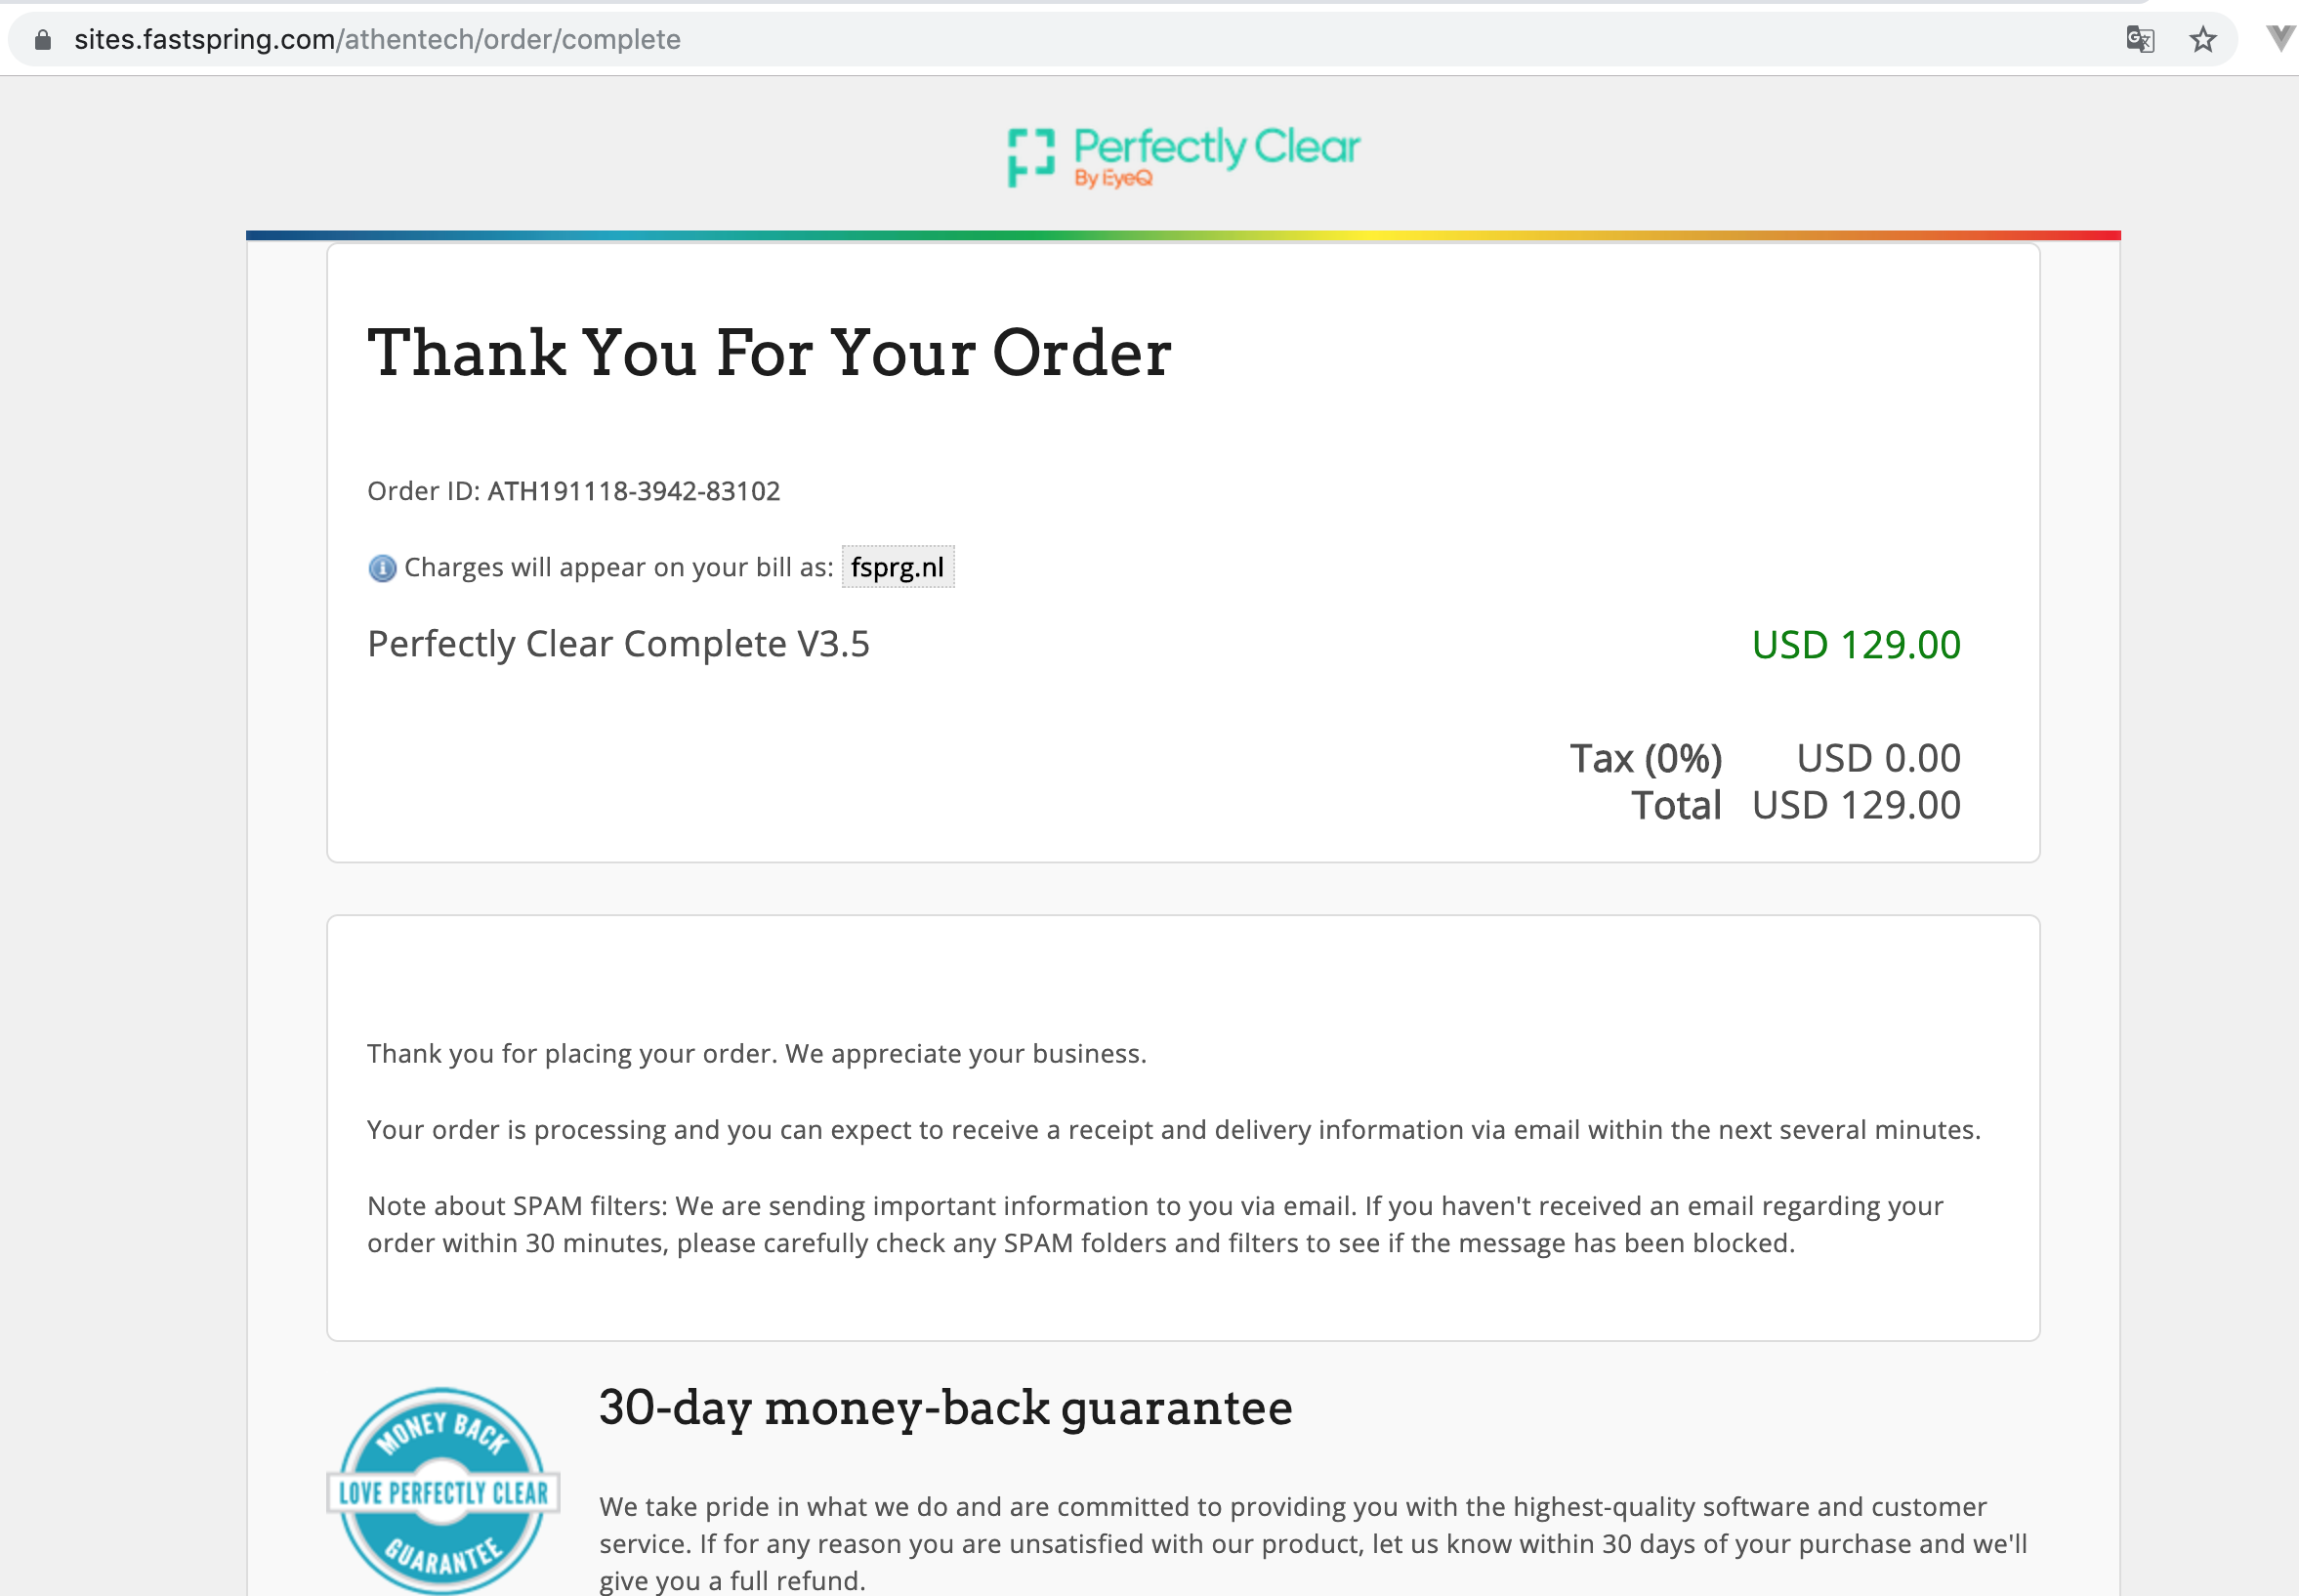 sites.fastspring.com/athentech/order/complete
Perfectly Clear
By EyeQ
Thank You For Your Order
Order ID: ATH191118-3942-83102
Charges will appear on your bill as: fsprg.nl
Perfectly Clear Complete V3.5 USD 129.00
Tax (0%) USD 0.00
Total USD 129.00
Thank you for placing your order. We appreciate your business.
Your order is processing and you can expect to receive a receipt and delivery information via email within the next several minutes.
Note about SPAM filters: We are sending important information to you via email. If you haven't received an email regarding your
order within 30 minutes, please carefully check any SPAM folders and filters to see if the message has been blocked.
MONEY BACK
LOVE PERFECTLY CLEAR
GUARANTEE
30-day money-back guarantee
We take pride in what we do and are committed to providing you with the highest-quality software and customer
service. If for any reason you are unsatisfied with our product, let us know within 30 days of your purchase and we'll
give you a full refund.